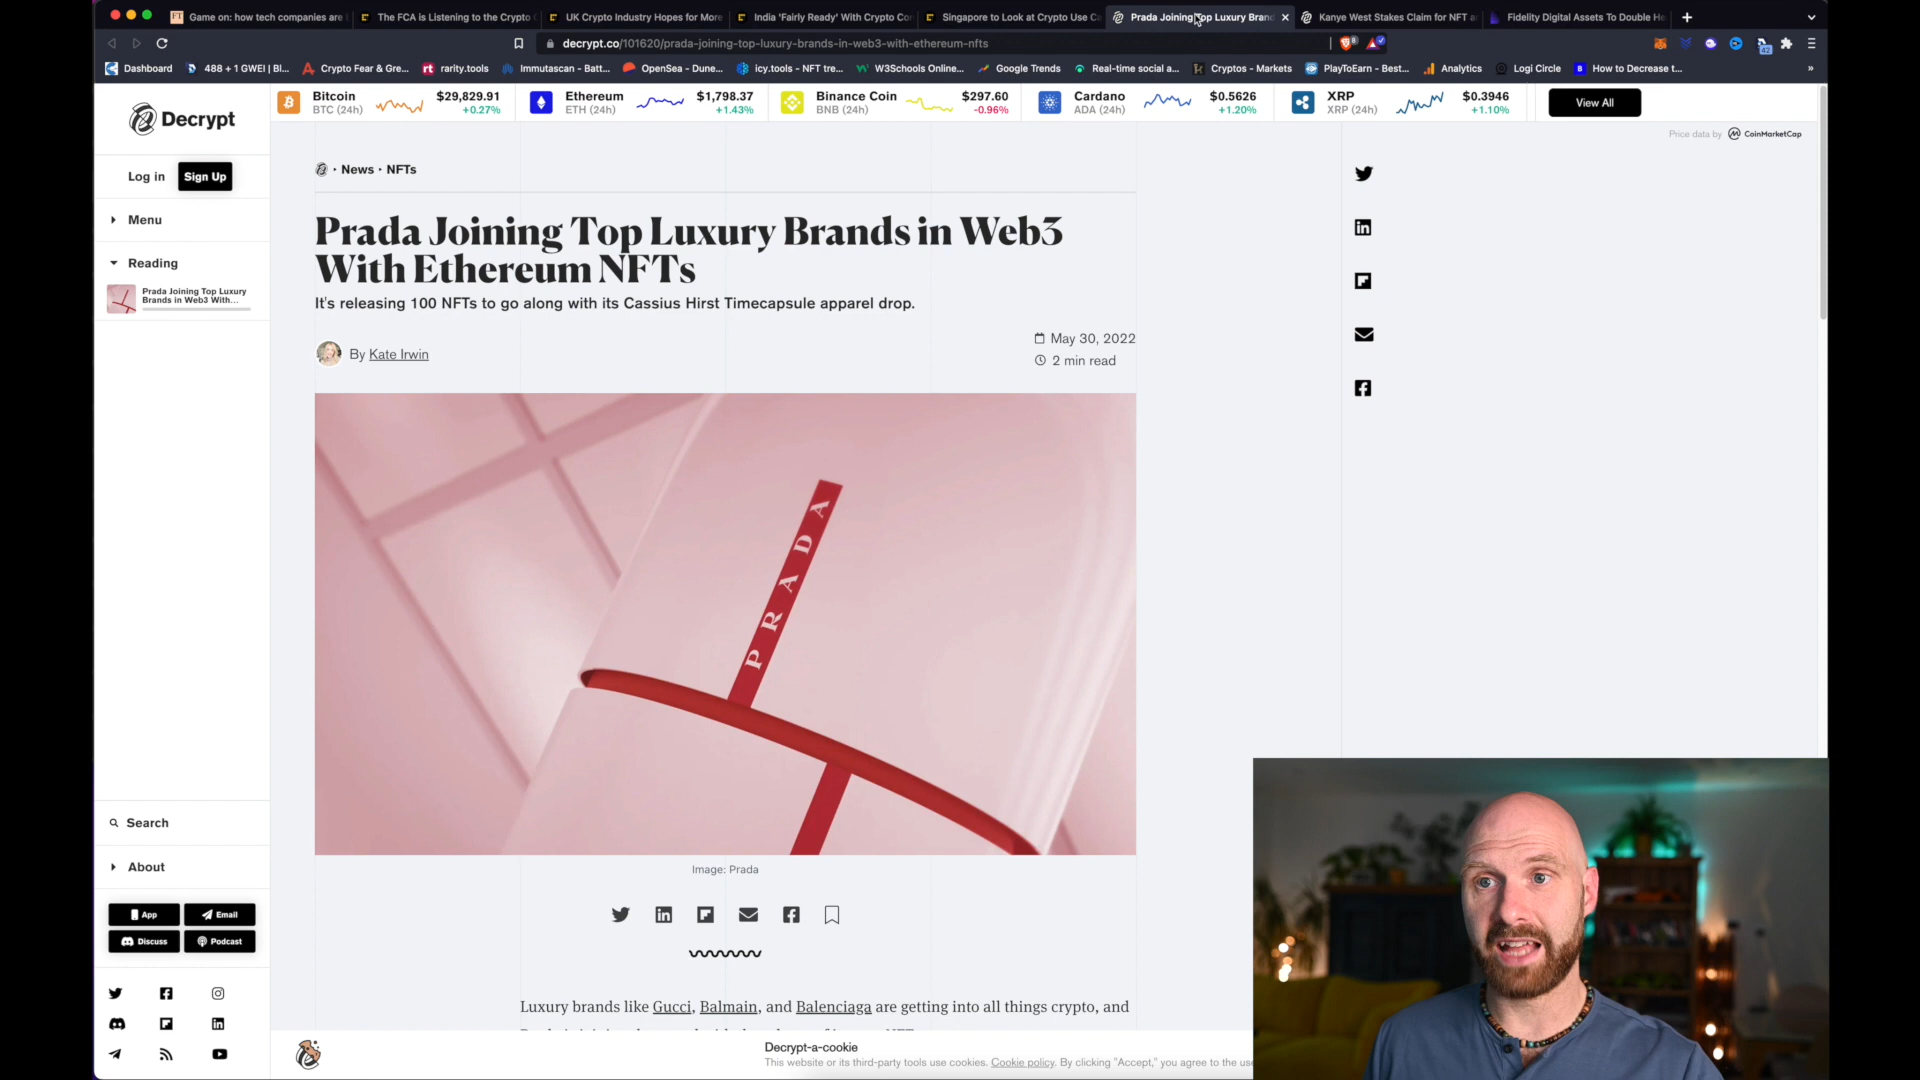 Game on: how tech companies are
The FCA is Listening to the Crypto
UK Crypto Industry Hopes for More
India 'Fairly Ready' With Crypto Co
Singapore to Look at Crypto Use Ca
Prada Joining Top Luxury Bran
Kanye West Stakes Claim for NFT a
Fidelity Digital Assets To Double He
decrypt.co/101620/prada-joining-top-luxury-brands-in-web3-with-ethereum-nfts
Dashboard
488 + 1 GWEI | Bl...
Crypto Fear & Gre...
rarity.tools
Immutascan - Batt...
OpenSea - Dune...
icy.tools - NFT tre...
W3Schools Online...
Google Trends
Real-time social a...
Cryptos - Markets
PlayToEarn - Best...
Analytics
Logi Circle
How to Decrease t...
Decrypt
Bitcoin $29,829.91
BTC (24h) +0.27%
Ethereum $1,798.37
ETH (24h) +1.43%
Binance Coin $297.60
BNB (24h) -0.96%
Cardano $0.5626
ADA (24h) +1.20%
XRP $0.3946
XRP (24h) +1.10%
View All
Price data by CoinMarketCap
Log in Sign Up
Menu
Reading
Prada Joining Top Luxury
Brands in Web3 With...
· News · NFTs
Prada Joining Top Luxury Brands in Web3
With Ethereum NFTs
It's releasing 100 NFTs to go along with its Cassius Hirst Timecapsule apparel drop.
By Kate Irwin
May 30, 2022
2 min read
PRADA
Image: Prada
Search
About
App Email
Discuss Podcast
Luxury brands like Gucci, Balmain, and Balenciaga are getting into all things crypto, and
Decrypt-a-cookie
This website or its third-party tools use cookies. Cookie policy. By clicking "Accept," you agree to the use